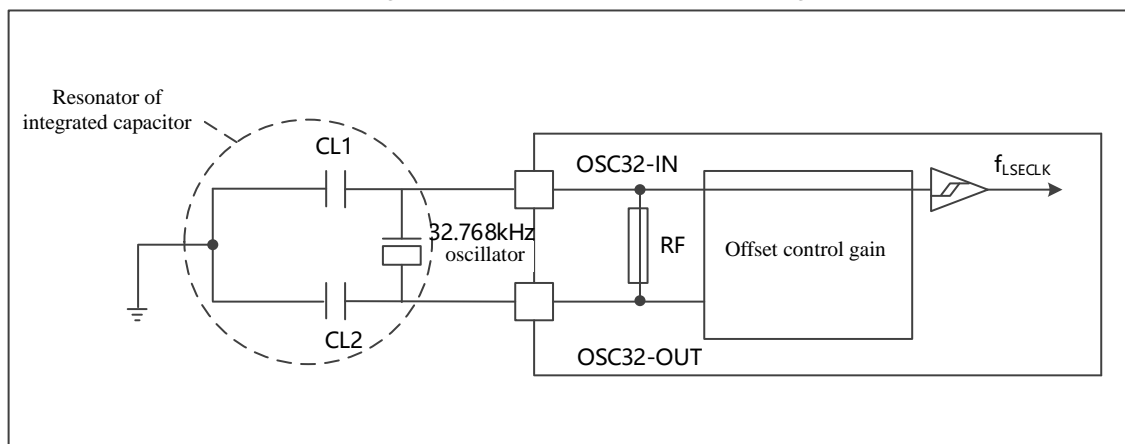 Resonator of
integrated capacitor
CL1
OSC32-IN
fLSECLK
32.768kHz
oscillator
RF
Offset control gain
CL2
OSC32-OUT